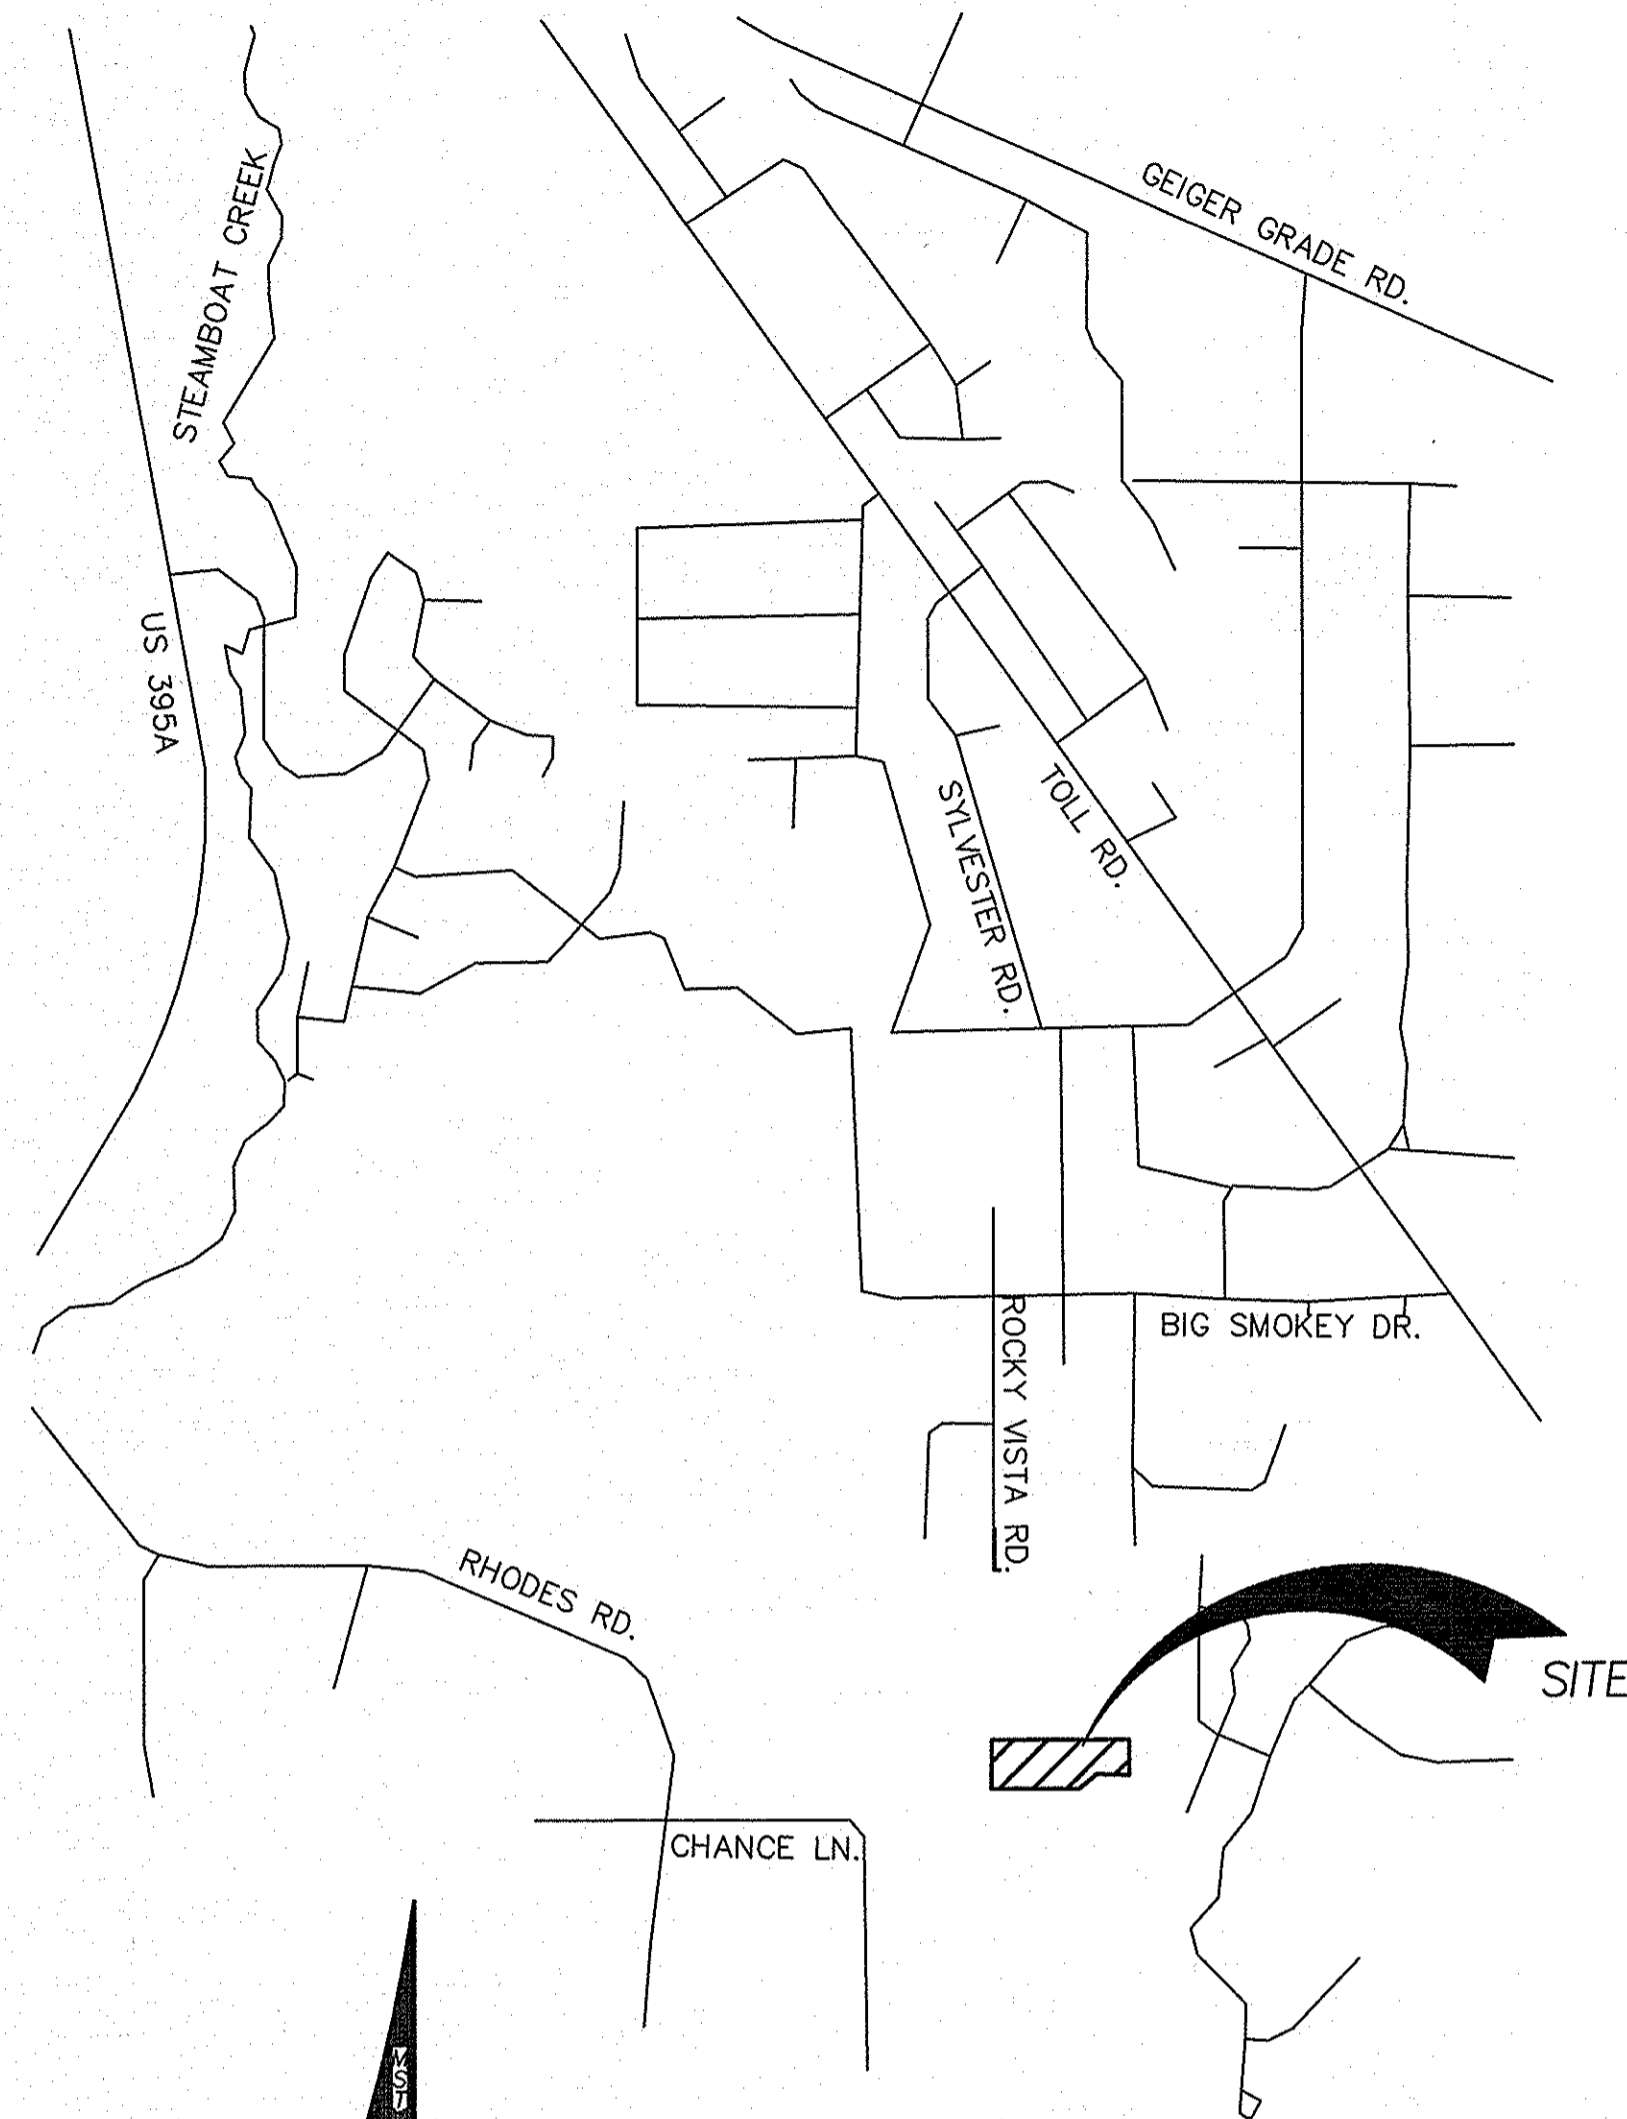 GEIGER GRADE RD.
STEAMBOAT CREEK
US 395A
TOLL RD.
SYLVESTER RD.
BIG SMOKEY DR.
ROCKY VISTA RD.
RHODES RD.
SITE
CHANCE LN.
MST